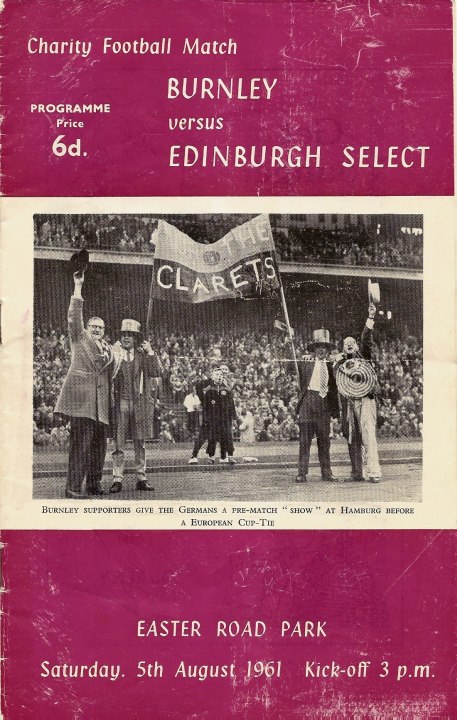 Charity Football Match
BURNLEY
PROGRAMME
Price
6d.
versus
EDINBURGH SELECT
THE
CLARETS
BURNLEY SUPPORTERS GIVE THE GERMANS A PRE-MATCH "SHOW" AT HAMBURG BEFORE
A EUROPEAN CUP-TIE
EASTER ROAD PARK
Saturday. 5th August 1961 Kick-off 3 p.m.